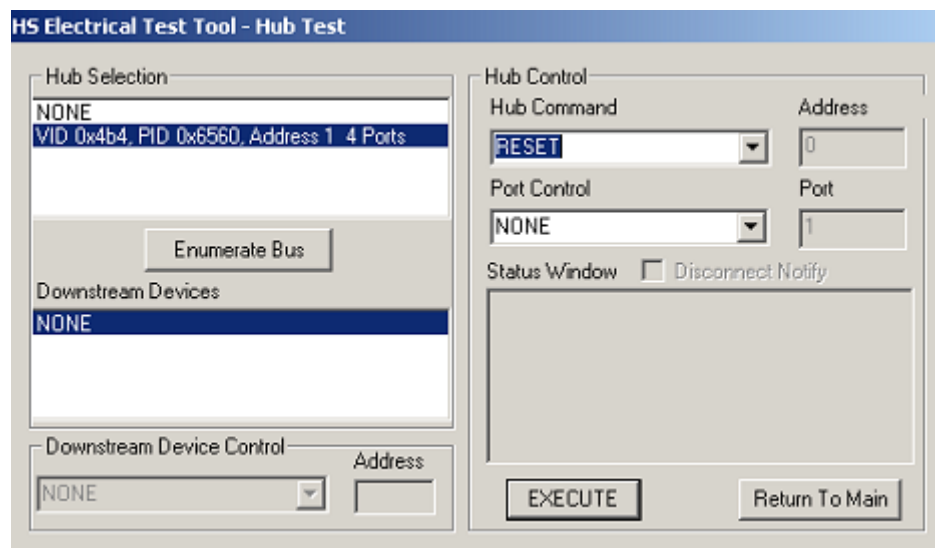 HS Electrical Test Tool - Hub Test
Hub Selection
NONE
VID 0x4b4, PID 0x6560, Address 1 4 Ports
Enumerate Bus
Downstream Devices
NONE
Downstream Device Control
Address
NONE
Hub Control
Hub Command
Address
RESET
0
Port Control
Port
NONE
1
Status Window
Disconnect Notify
EXECUTE
Return To Main